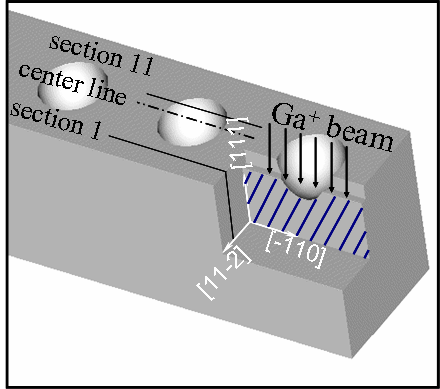 section 11
center line
section 1
Ga+ beam
[111]
[-110]
[11-2]